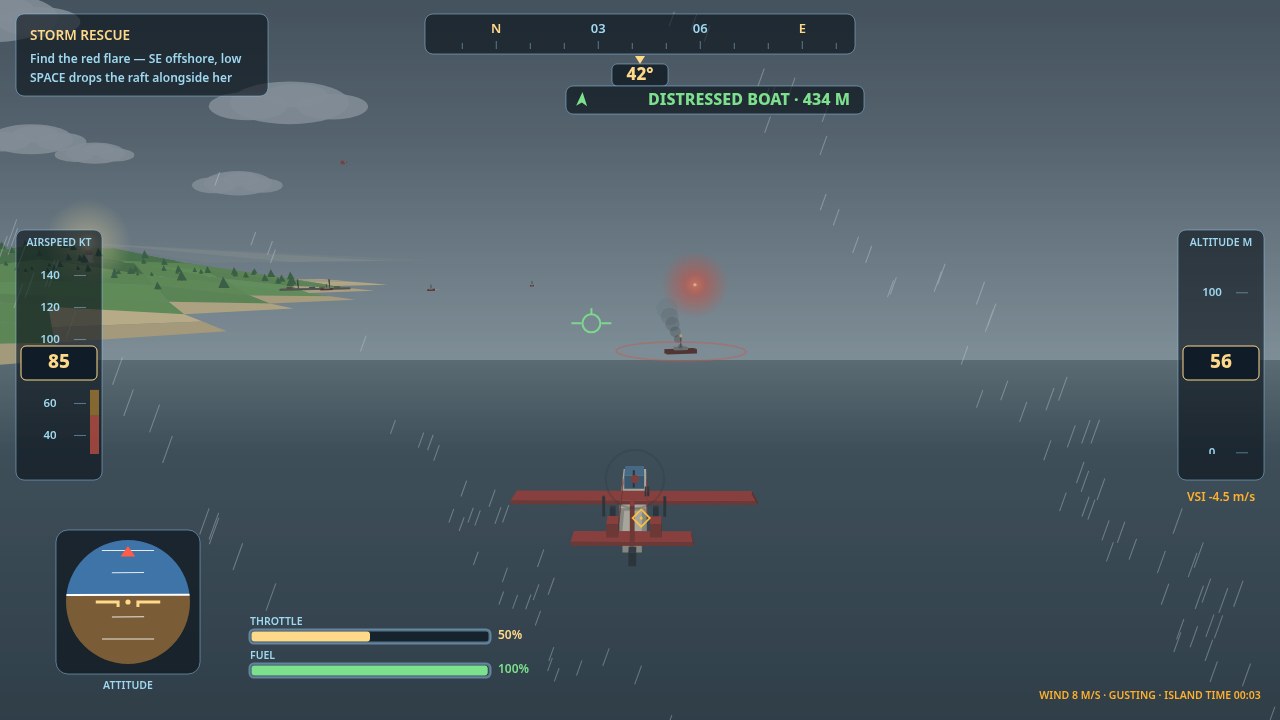 STORM RESCUE
Find the red flare — SE offshore, low
SPACE drops the raft alongside her
N 03 06 E
42°
DISTRESSED BOAT · 434 M
AIRSPEED KT
140
120
100
85
60
40
ALTITUDE M
100
56
0
VSI -4.5 m/s
ATTITUDE
THROTTLE
50%
FUEL
100%
WIND 8 M/S · GUSTING · ISLAND TIME 00:03